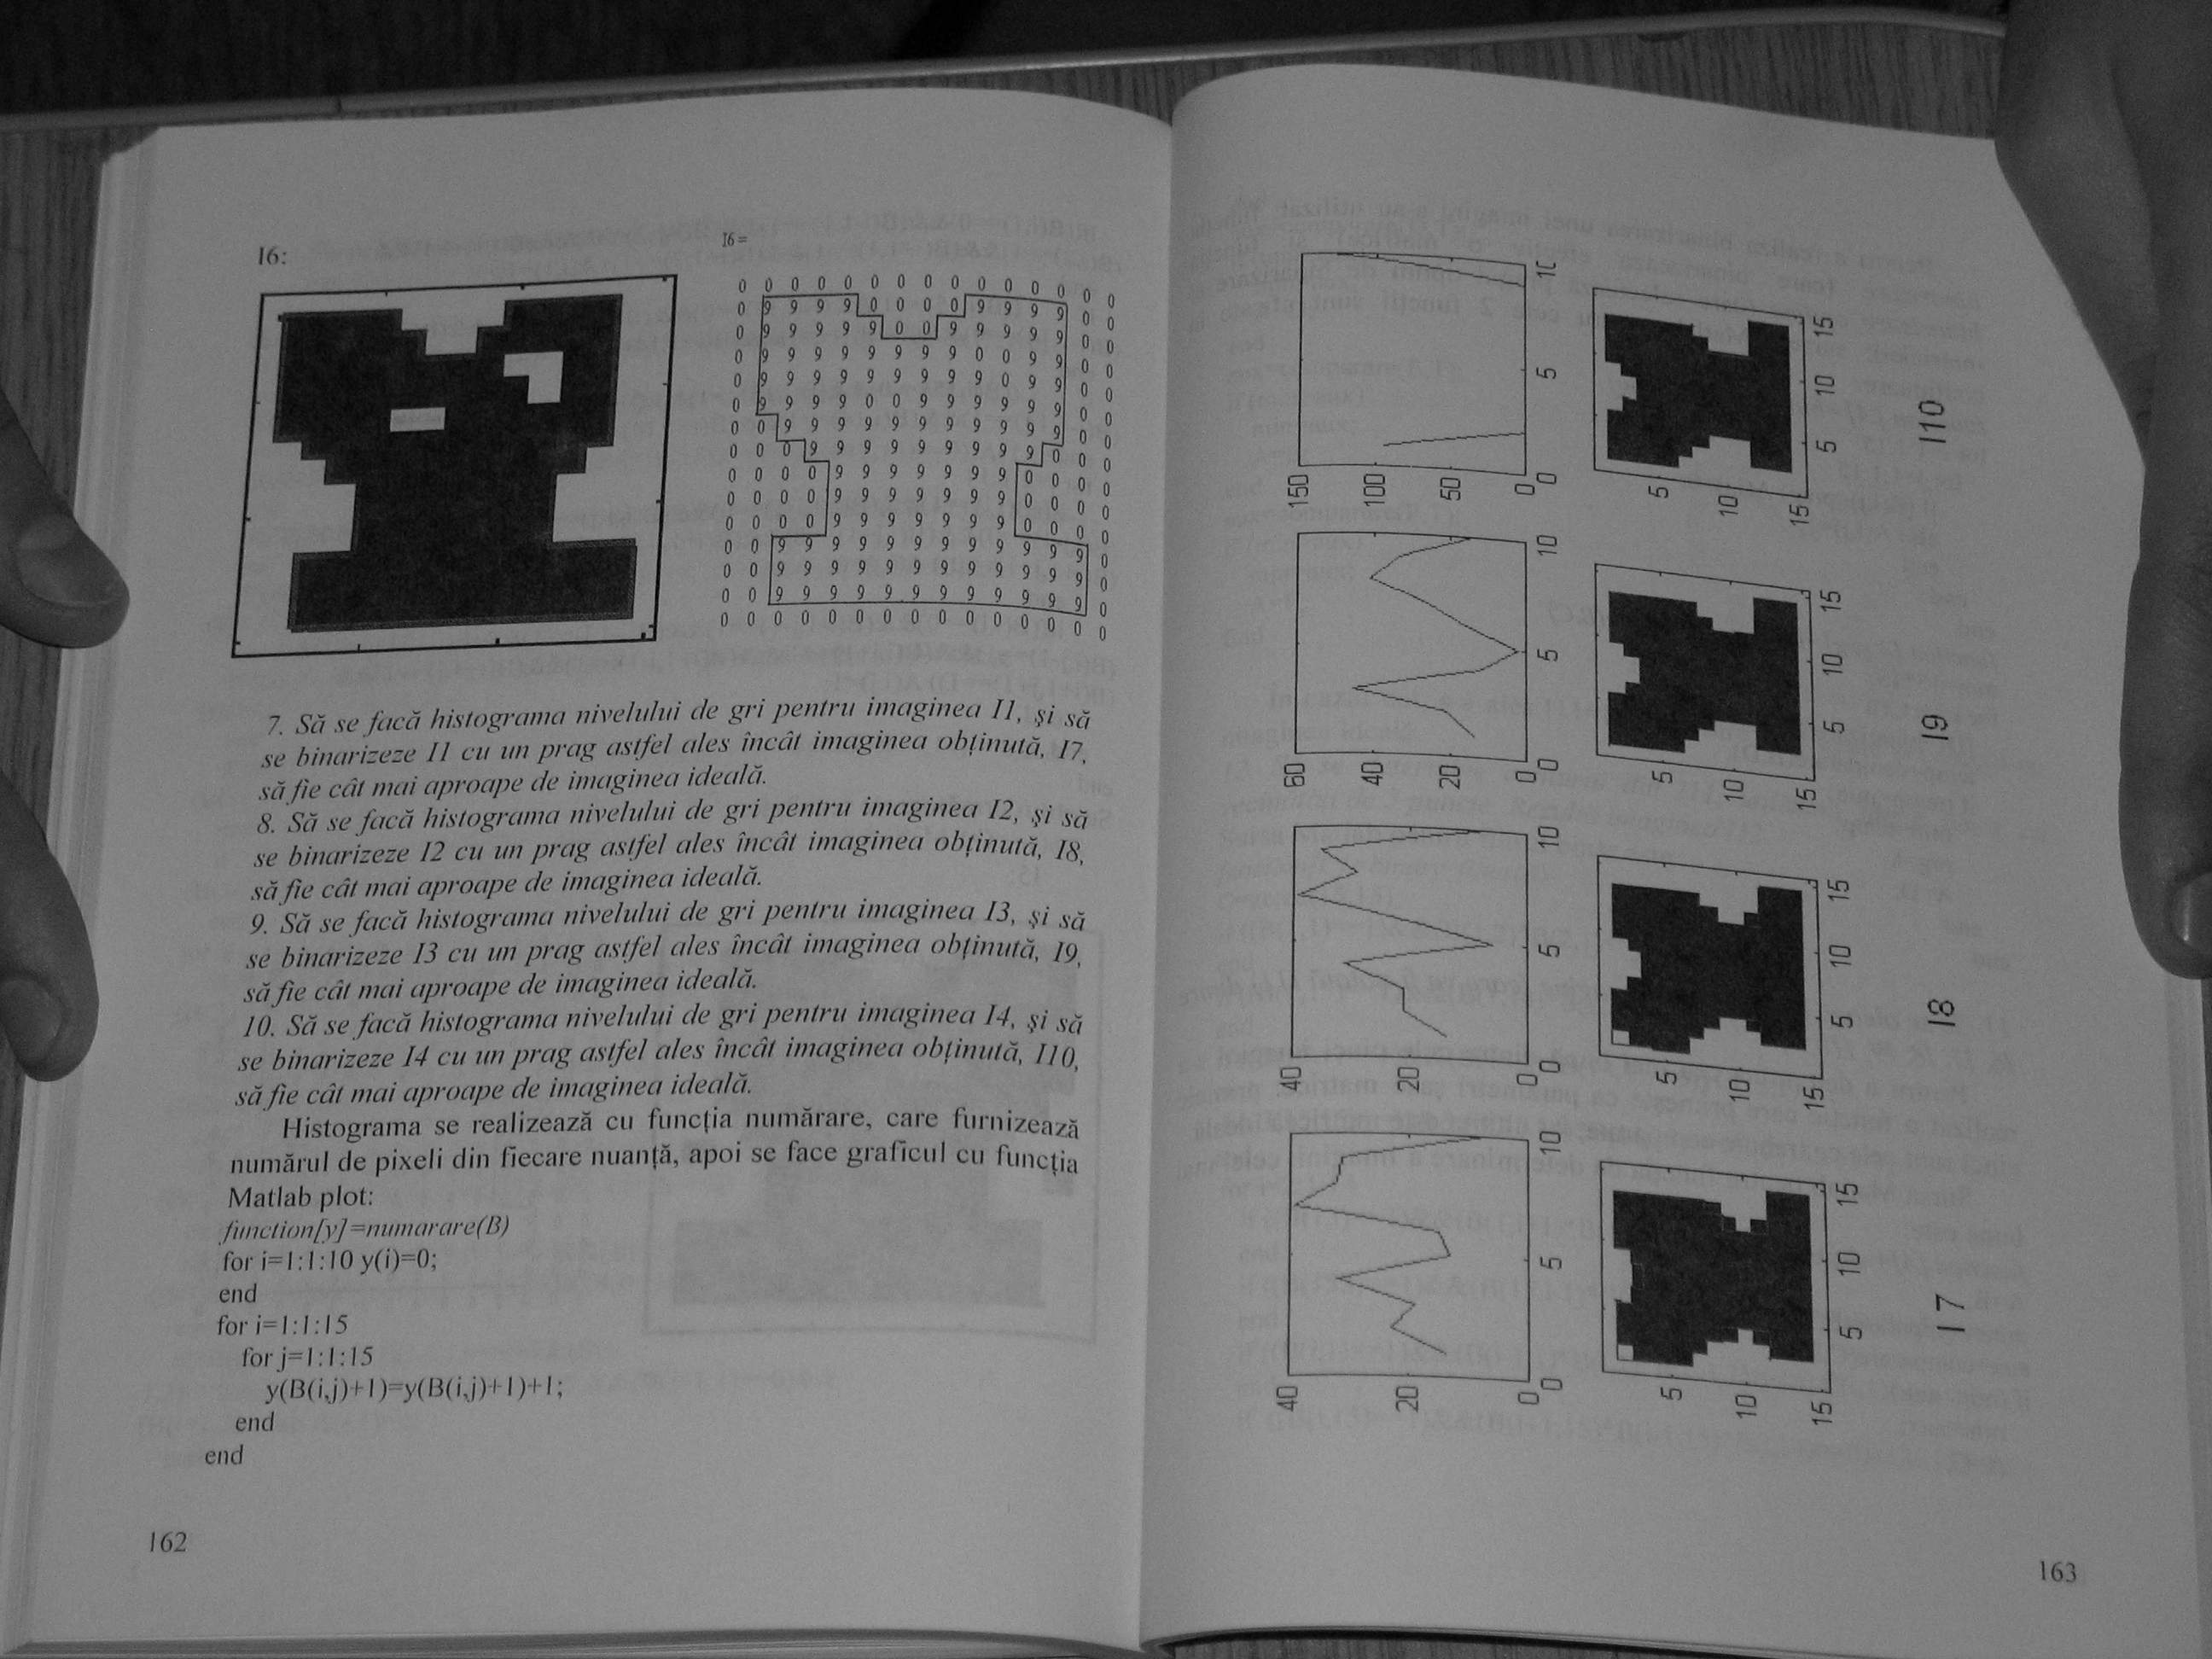 I6:
I6=
0 0 0 0 0 0 0 0 0 0 0 0 0 0 0
0 9 9 9 9 0 0 0 0 9 9 9 9 0 0
0 9 9 9 9 9 0 0 9 9 9 9 9 0 0
0 9 9 9 9 9 9 9 9 0 0 9 9 0 0
0 9 9 9 9 9 9 9 9 9 0 9 9 0 0
0 9 9 9 9 0 0 9 9 9 9 9 9 0 0
0 0 9 9 9 9 9 9 9 9 9 9 9 0 0
0 0 0 9 9 9 9 9 9 9 9 9 0 0 0
0 0 0 0 9 9 9 9 9 9 9 0 0 0 0
0 0 0 0 9 9 9 9 9 9 9 0 0 0 0
0 0 0 0 9 9 9 9 9 9 9 0 0 0 0
0 0 9 9 9 9 9 9 9 9 9 9 9 9 0
0 0 9 9 9 9 9 9 9 9 9 9 9 9 0
0 0 9 9 9 9 9 9 9 9 9 9 9 9 0
0 0 0 0 0 0 0 0 0 0 0 0 0 0 0
7. Să se facă histograma nivelului de gri pentru imaginea I1, şi să
se binarizeze I1 cu un prag astfel ales încât imaginea obţinută, I7,
să fie cât mai aproape de imaginea ideală.
8. Să se facă histograma nivelului de gri pentru imaginea I2, şi să
se binarizeze I2 cu un prag astfel ales încât imaginea obţinută, I8,
să fie cât mai aproape de imaginea ideală.
9. Să se facă histograma nivelului de gri pentru imaginea I3, şi să
se binarizeze I3 cu un prag astfel ales încât imaginea obţinută, I9,
să fie cât mai aproape de imaginea ideală.
10. Să se facă histograma nivelului de gri pentru imaginea I4, şi să
se binarizeze I4 cu un prag astfel ales încât imaginea obţinută, I10,
să fie cât mai aproape de imaginea ideală.
Histograma se realizează cu funcţia numărare, care furnizează
numărul de pixeli din fiecare nuanţă, apoi se face graficul cu funcţia
Matlab plot:
function[y]=numarare(B)
for i=1:1:10 y(i)=0;
end
for i=1:1:15
for j=1:1:15
y(B(i,j)+1)=y(B(i,j)+1)+1;
end
end
162
40
20
0
0 5 10
5
10
15
5 10 15
I7
40
20
0
0 5 10
5
10
15
5 10 15
I8
60
40
20
0
0 5 10
5
10
15
5 10 15
I9
150
100
50
0
0 5 10
5
10
15
5 10 15
I10
163